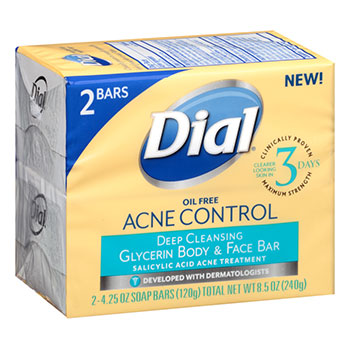 2 BARS
NEW!
Dial
CLINICALLY PROVEN
CLEARER
LOOKING
SKIN IN
3 DAYS
MAXIMUM STRENGTH
OIL FREE
ACNE CONTROL
DEEP CLEANSING
GLYCERIN BODY & FACE BAR
SALICYLIC ACID ACNE TREATMENT
DEVELOPED WITH DERMATOLOGISTS
2-4.25 OZ SOAP BARS (120g) TOTAL NET WT 8.5 OZ (240g)